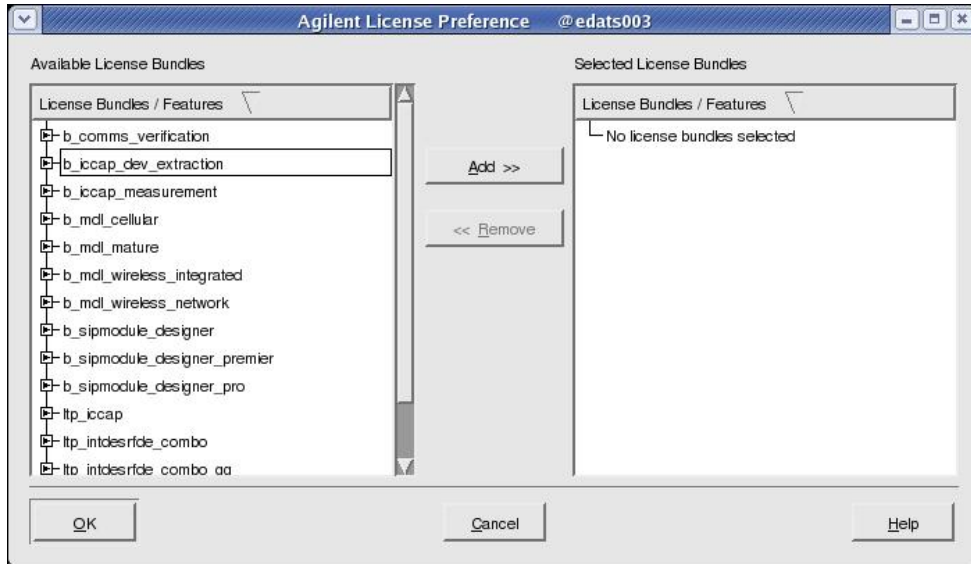 Agilent License Preference @edats003
Available License Bundles
Selected License Bundles
License Bundles / Features
License Bundles / Features
b_comms_verification
No license bundles selected
b_iccap_dev_extraction
Add >>
b_iccap_measurement
b_mdl_cellular
<< Remove
b_mdl_mature
b_mdl_wireless_integrated
b_mdl_wireless_network
b_sipmodule_designer
b_sipmodule_designer_premier
b_sipmodule_designer_pro
ltp_iccap
ltp_intdesrfde_combo
ltp_intdesrfde_combo_gg
OK
Cancel
Help